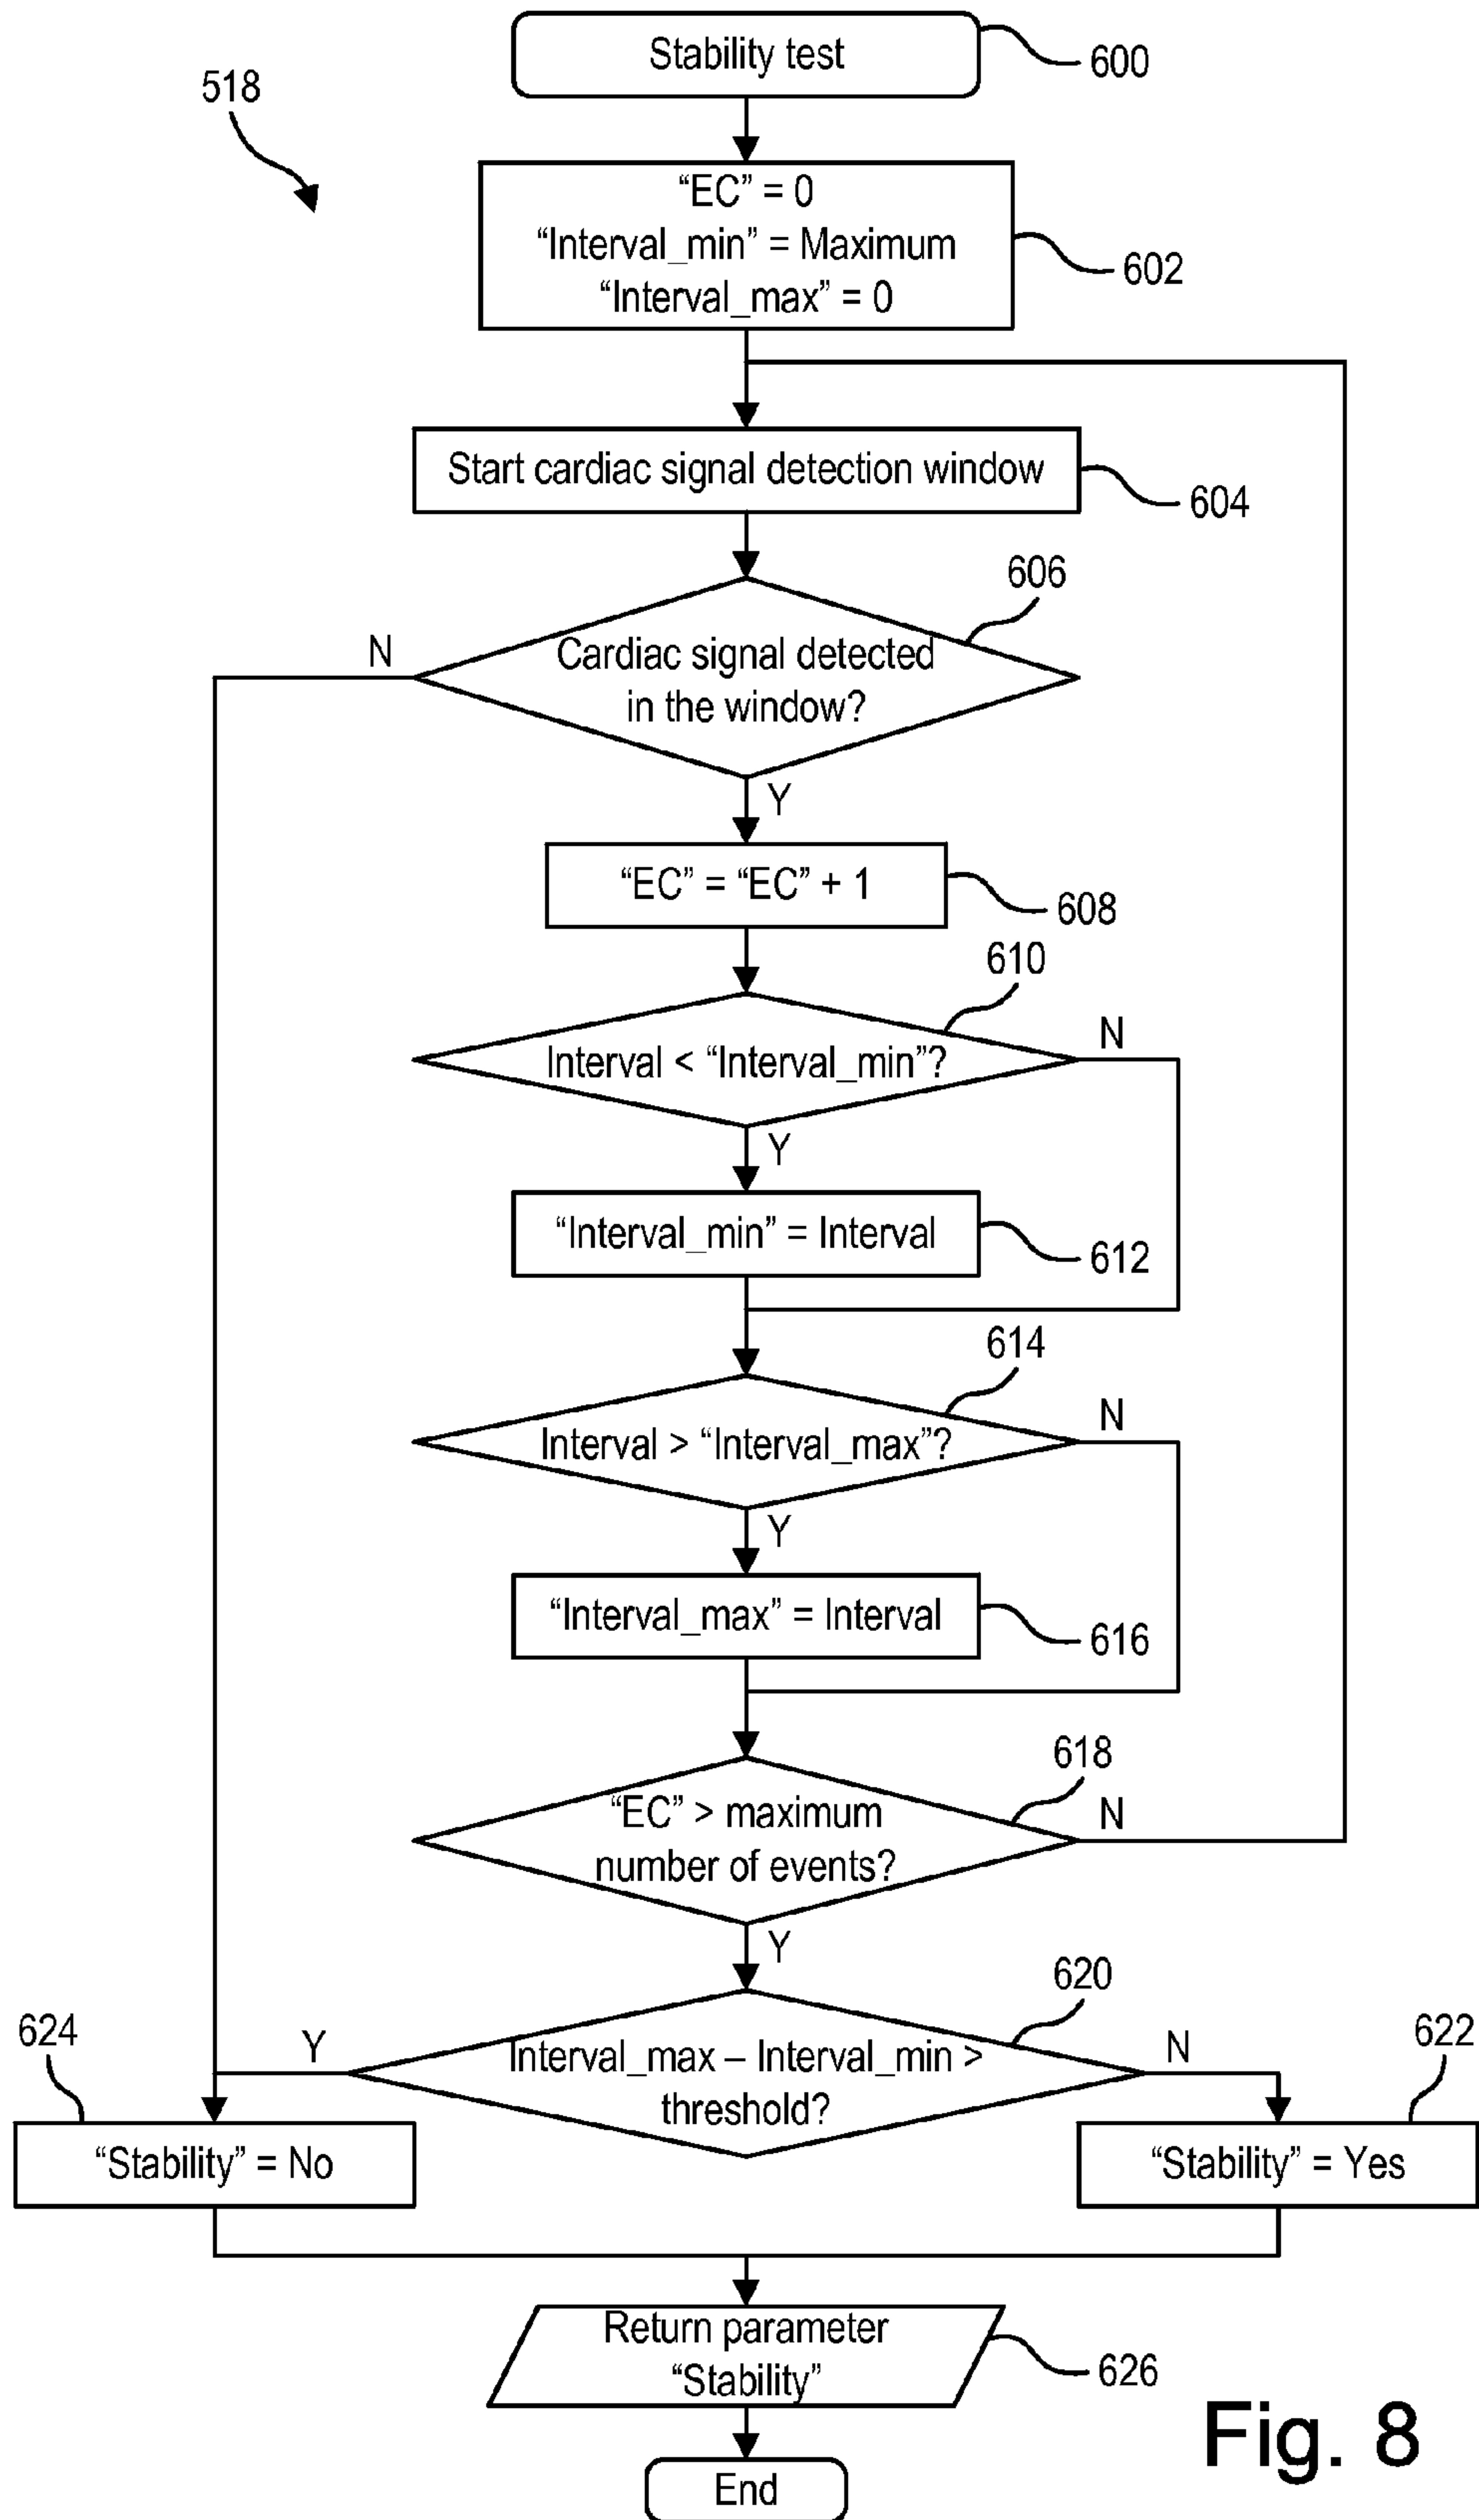 Stability test
600
518
“EC” = 0
“Interval_min” = Maximum
“Interval_max” = 0
602
Start cardiac signal detection window
604
606
N
Cardiac signal detected
in the window?
Y
“EC” = “EC” + 1
608
610
N
Interval < “Interval_min”?
Y
“Interval_min” = Interval
612
614
N
Interval > “Interval_max”?
Y
“Interval_max” = Interval
616
618
“EC” > maximum
number of events?
N
Y
620
624
Y
Interval_max – Interval_min >
threshold?
N
622
“Stability” = No
“Stability” = Yes
Return parameter
“Stability”
626
End
Fig. 8